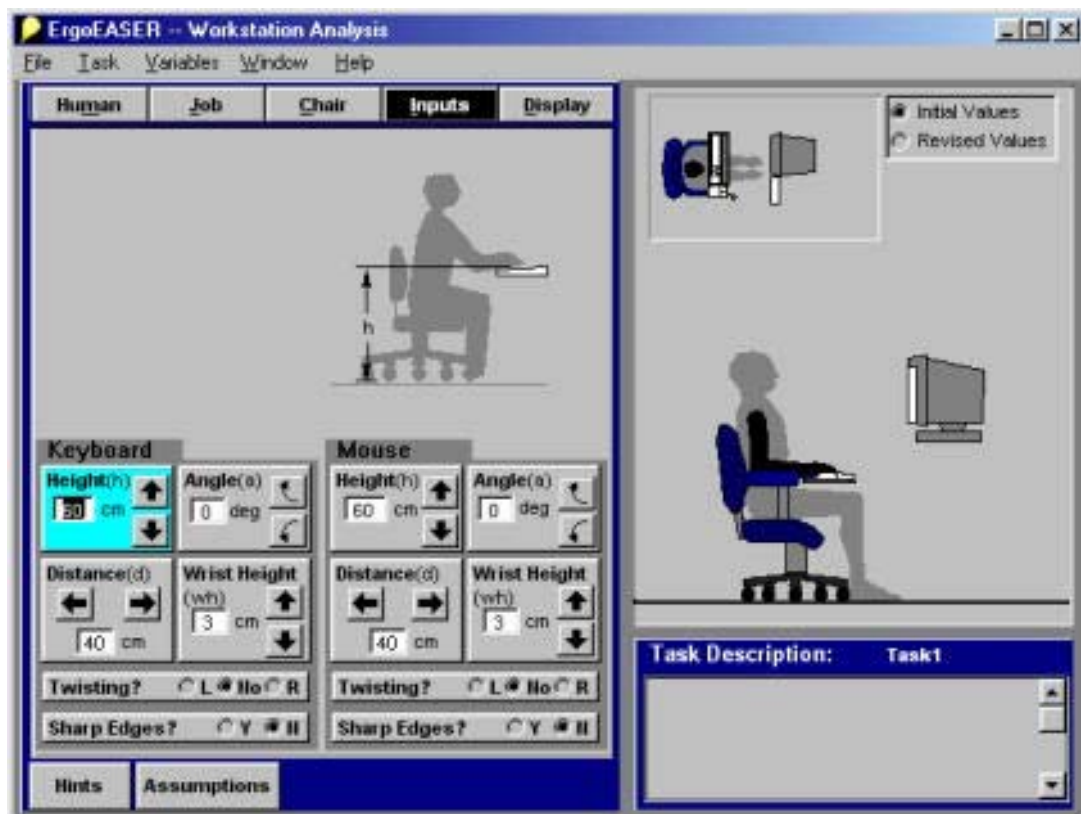 ErgoEASER -- Workstation Analysis
File Task Variables Window Help
Human Job Chair Inputs Display
Initial Values
Revised Values
h
Keyboard
Height(h)
60 cm
Angle(a)
0 deg
Distance(d)
40 cm
Wrist Height
(wh)
3 cm
Twisting? L No R
Sharp Edges? Y N
Mouse
Height(h)
60 cm
Angle(a)
0 deg
Distance(d)
40 cm
Wrist Height
(wh)
3 cm
Twisting? L No R
Sharp Edges? Y N
Hints Assumptions
Task Description: Task1